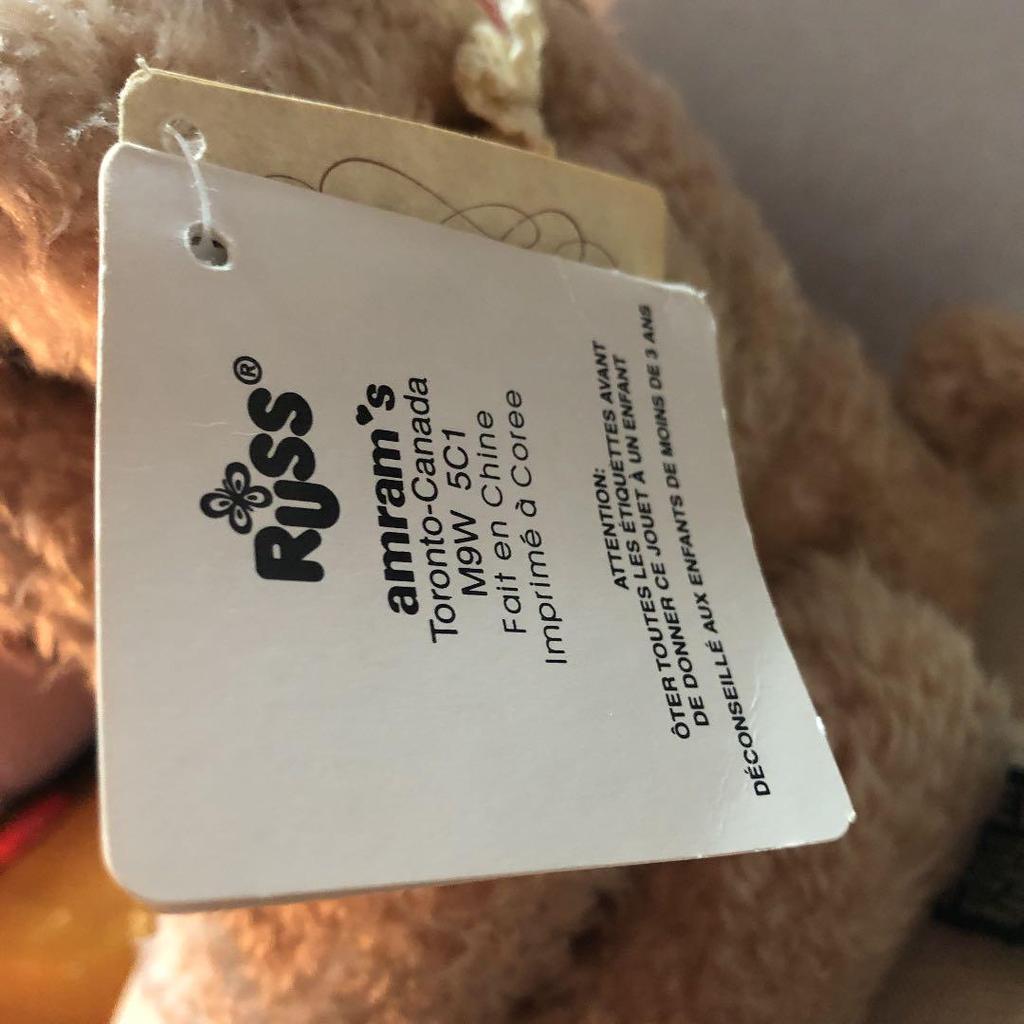 RUSS®
amram's
Toronto-Canada
M9W 5C1
Fait en Chine
Imprimé à Coree
ATTENTION:
ÔTER TOUTES LES ÉTIQUETTES AVANT
DE DONNER CE JOUET À UN ENFANT
DÉCONSEILLÉ AUX ENFANTS DE MOINS DE 3 ANS